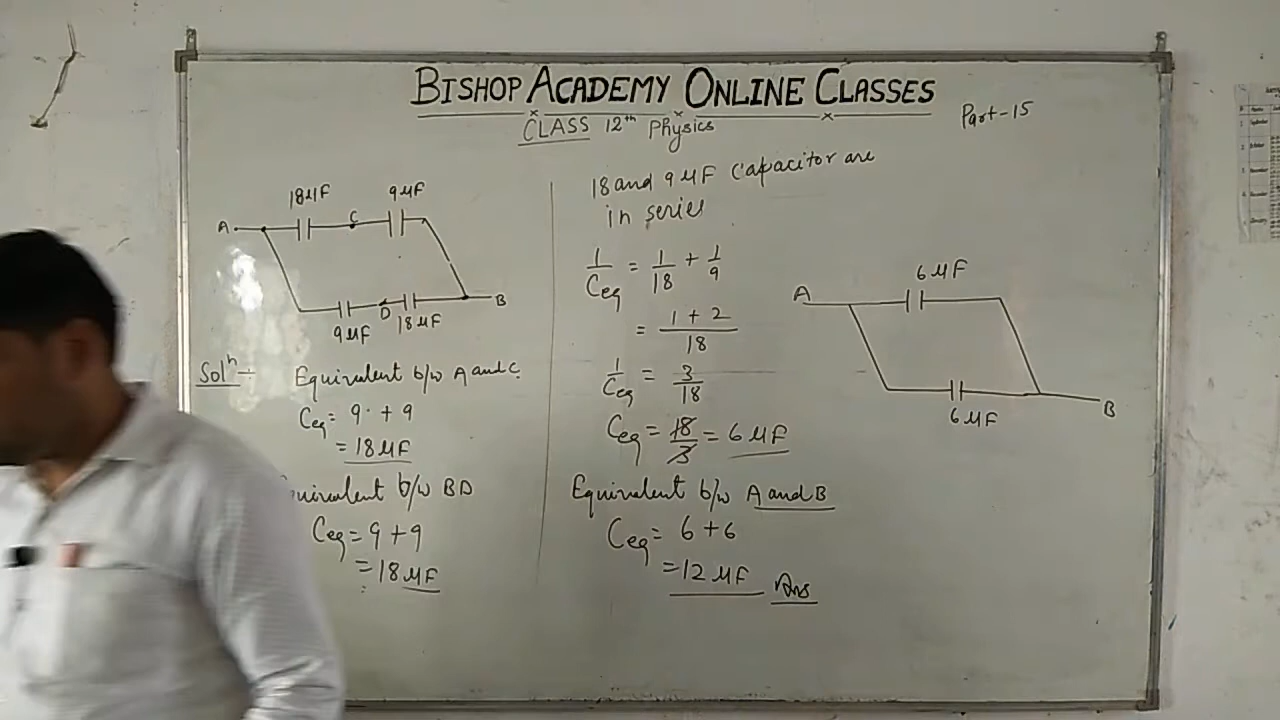 BISHOP ACADEMY ONLINE CLASSES
CLASS 12th Physics
Part-15
18μF 9μF
A C
D B
9μF 18μF
Solⁿ:- Equivalent b/w A and C
Ceq = 9 + 9
= 18μF
quivalent b/w BD
Ceq = 9 + 9
= 18μF
18 and 9μF Capacitor are
in series
1/Ceq = 1/18 + 1/9
= (1 + 2)/18
1/Ceq = 3/18
Ceq = 18/3 = 6μF
Equivalent b/w A and B
Ceq = 6 + 6
= 12μF Ans
6μF
A
B
6μF